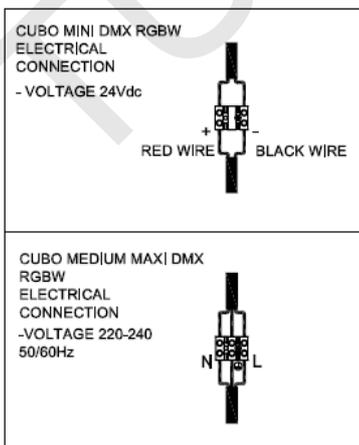 CUBO MINI DMX RGBW
ELECTRICAL
CONNECTION
- VOLTAGE 24Vdc
+ -
RED WIRE BLACK WIRE
CUBO MEDIUM MAXI DMX
RGBW
ELECTRICAL
CONNECTION
-VOLTAGE 220-240
50/60Hz
N L